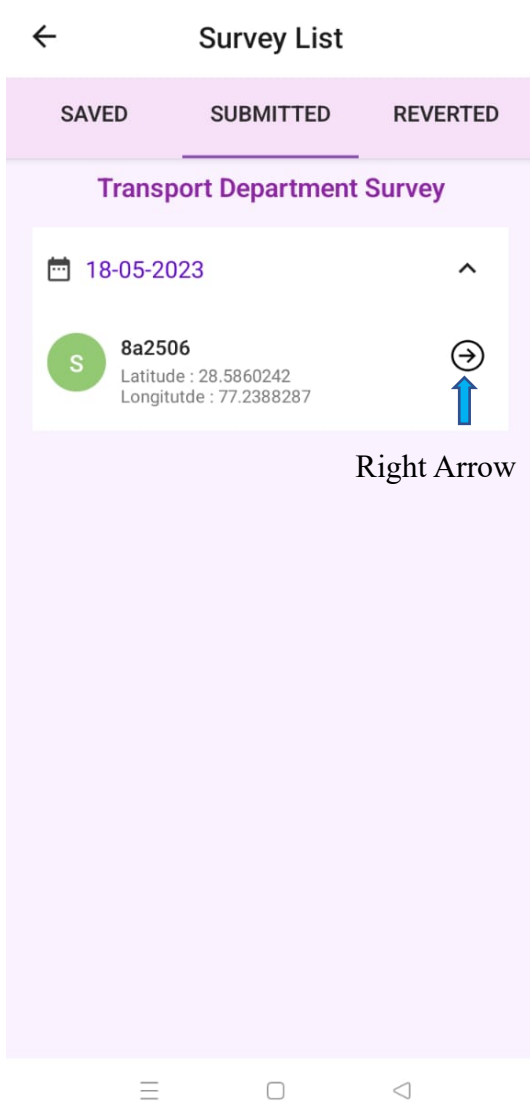 Survey List
SAVED SUBMITTED REVERTED
Transport Department Survey
18-05-2023
S
8a2506
Latitude : 28.5860242
Longitutde : 77.2388287
Right Arrow